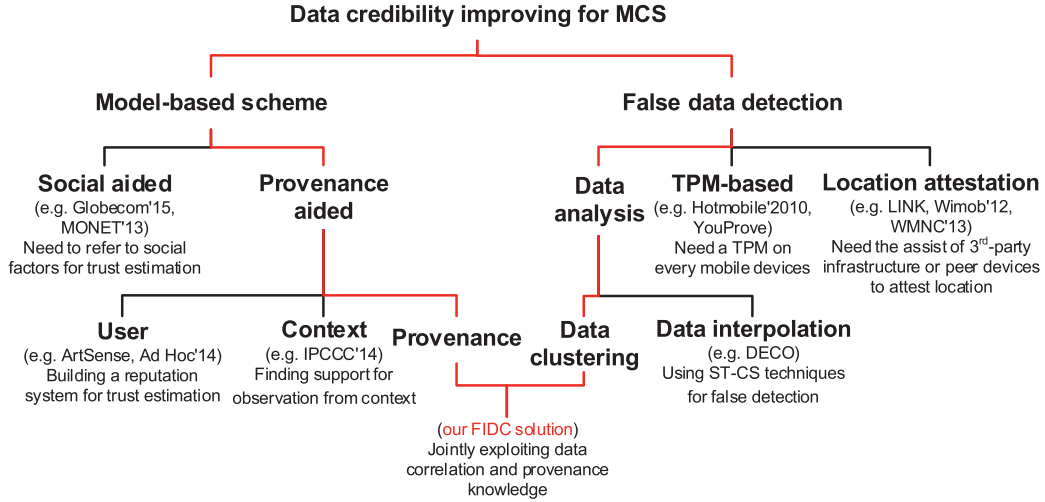 Data credibility improving for MCS
Model-based scheme
False data detection
Social aided
(e.g. Globecom'15,
MONET'13)
Need to refer to social
factors for trust estimation
Provenance
aided
Data
analysis
TPM-based
(e.g. Hotmobile'2010,
YouProve)
Need a TPM on
every mobile devices
Location attestation
(e.g. LINK, Wimob'12,
WMNC'13)
Need the assist of 3rd-party
infrastructure or peer devices
to attest location
User
(e.g. ArtSense, Ad Hoc'14)
Building a reputation
system for trust estimation
Context
(e.g. IPCCC'14)
Finding support for
observation from context
Provenance
Data
clustering
Data interpolation
(e.g. DECO)
Using ST-CS techniques
for false detection
(our FIDC solution)
Jointly exploiting data
correlation and provenance
knowledge